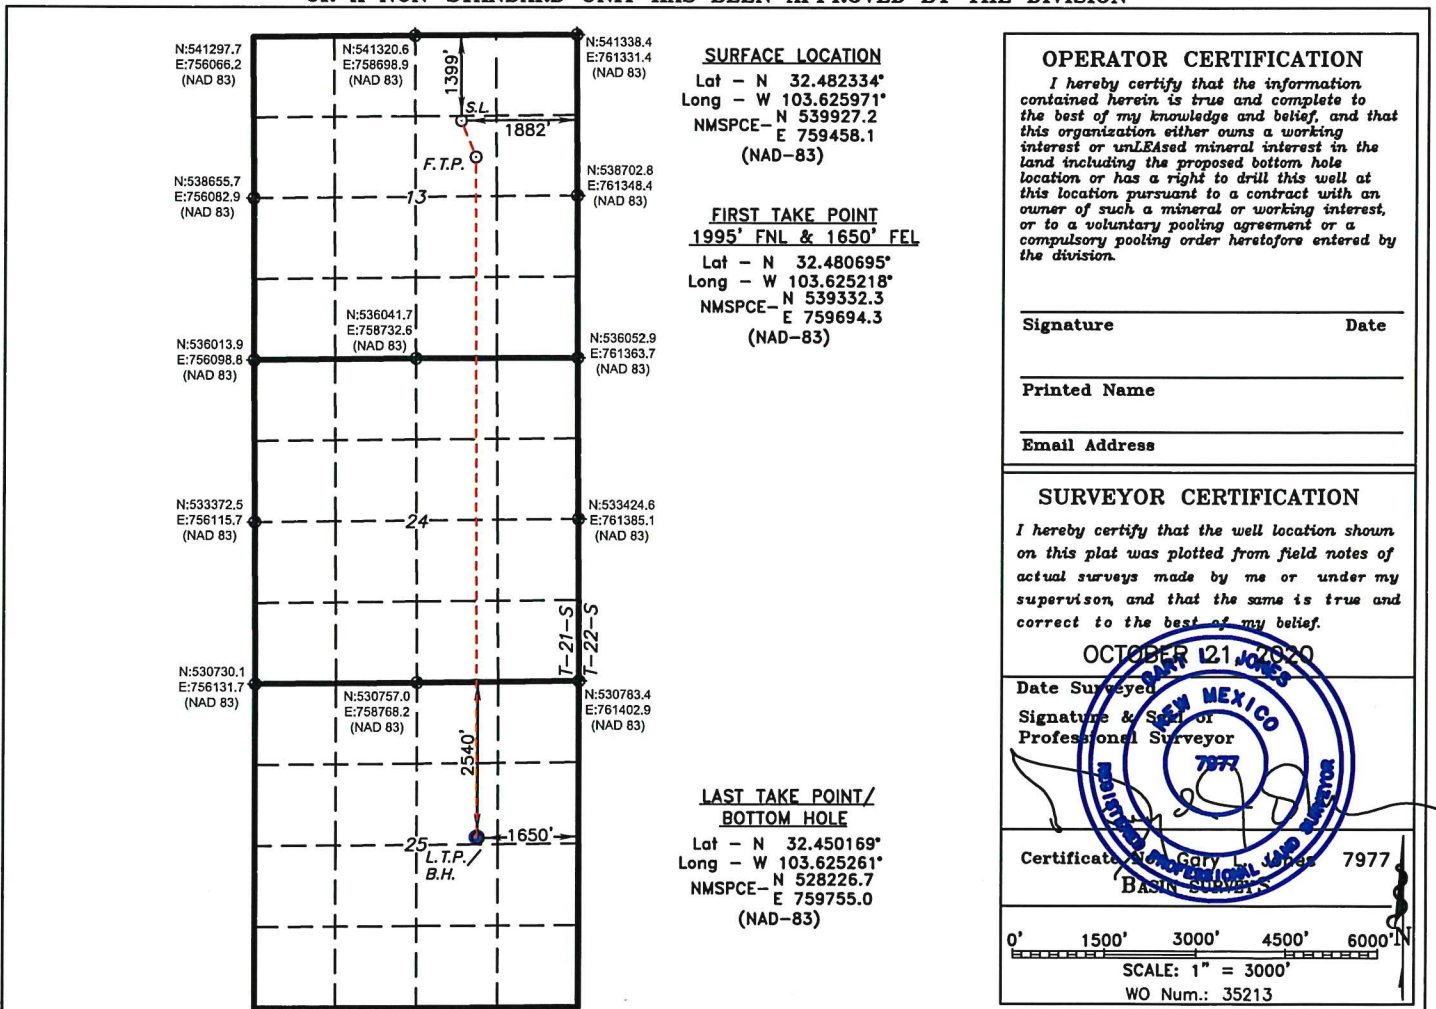 OR A NON-STANDARD UNIT HAS BEEN APPROVED BY THE DIVISION
N:541297.7
E:756066.2
(NAD 83)
N:541320.6
E:758698.9
(NAD 83)
N:541338.4
E:761331.4
(NAD 83)
1399'
S.L.
1882'
F.T.P.
N:538655.7
E:756082.9
(NAD 83)
13
N:538702.8
E:761348.4
(NAD 83)
N:536013.9
E:756098.8
(NAD 83)
N:536041.7
E:758732.6
(NAD 83)
N:536052.9
E:761363.7
(NAD 83)
N:533372.5
E:756115.7
(NAD 83)
24
N:533424.6
E:761385.1
(NAD 83)
T-21-S
T-22-S
N:530730.1
E:756131.7
(NAD 83)
N:530757.0
E:758768.2
(NAD 83)
N:530783.4
E:761402.9
(NAD 83)
2540'
1650'
25
L.T.P./
B.H.
SURFACE LOCATION
Lat - N 32.482334°
Long - W 103.625971°
NMSPCE- N 539927.2
E 759458.1
(NAD-83)
FIRST TAKE POINT
1995' FNL & 1650' FEL
Lat - N 32.480695°
Long - W 103.625218°
NMSPCE- N 539332.3
E 759694.3
(NAD-83)
LAST TAKE POINT/
BOTTOM HOLE
Lat - N 32.450169°
Long - W 103.625261°
NMSPCE- N 528226.7
E 759755.0
(NAD-83)
OPERATOR CERTIFICATION
I hereby certify that the information
contained herein is true and complete to
the best of my knowledge and belief, and that
this organization either owns a working
interest or unLEAsed mineral interest in the
land including the proposed bottom hole
location or has a right to drill this well at
this location pursuant to a contract with an
owner of such a mineral or working interest,
or to a voluntary pooling agreement or a
compulsory pooling order heretofore entered by
the division.
Signature Date
Printed Name
Email Address
SURVEYOR CERTIFICATION
I hereby certify that the well location shown
on this plat was plotted from field notes of
actual surveys made by me or under my
supervison, and that the same is true and
correct to the best of my belief.
OCTOBER 21, 2020
Date Surveyed
Signature & Seal of
Professional Surveyor
GARY L. JONES
NEW MEXICO
7977
REGISTERED PROFESSIONAL LAND SURVEYOR
Certificate No. Gary L. Jones 7977
BASIN SURVEYS
0' 1500' 3000' 4500' 6000'
N
SCALE: 1" = 3000'
WO Num.: 35213